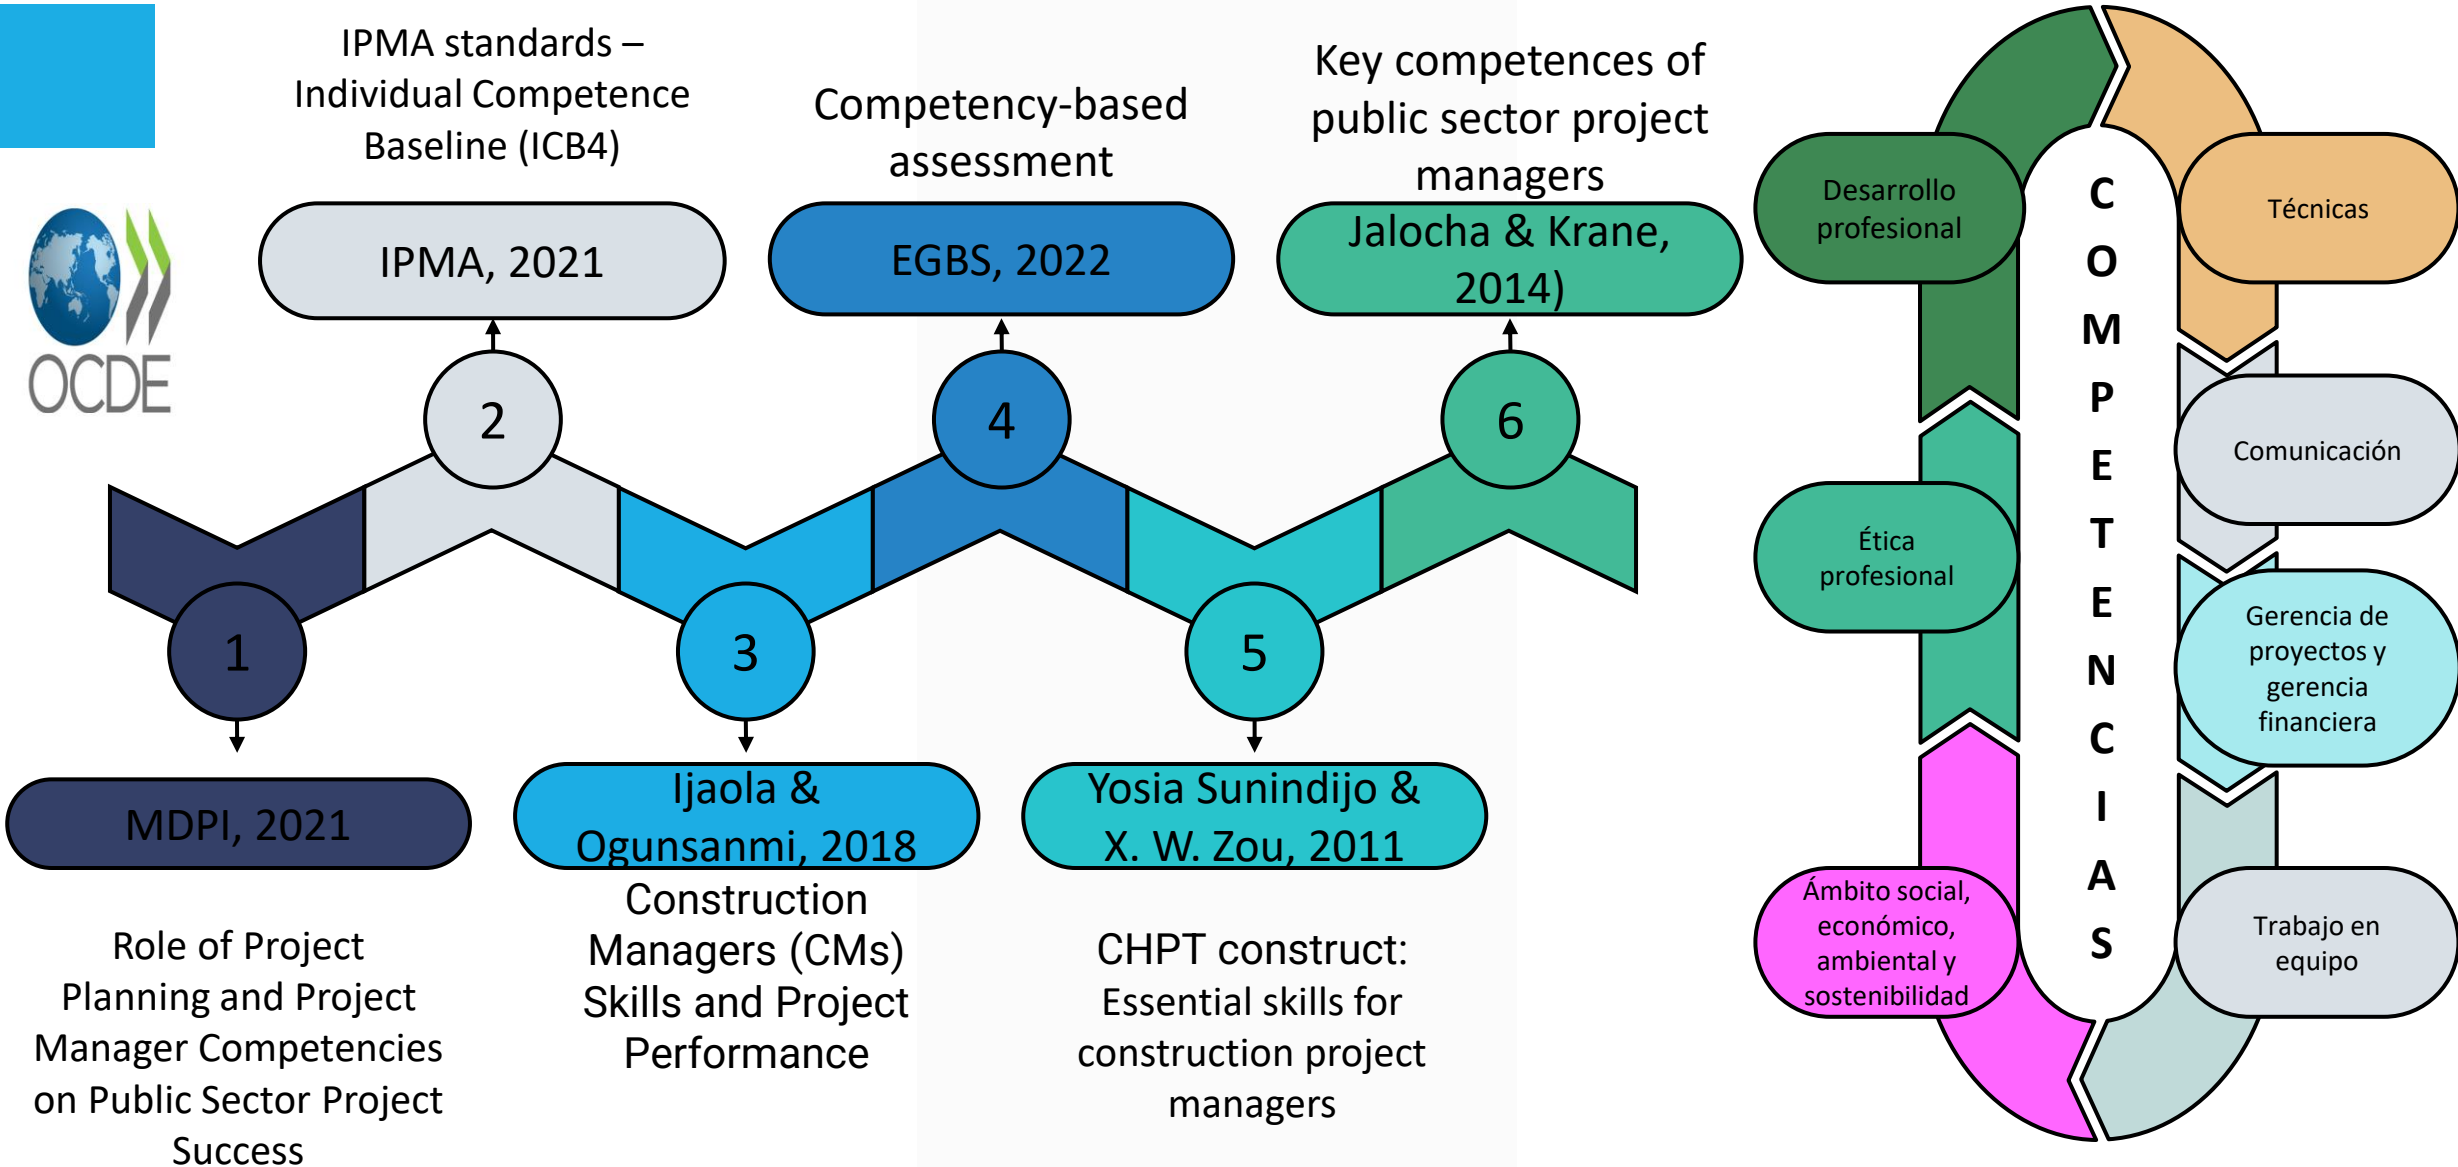 IPMA standards –
Individual Competence
Baseline (ICB4)
IPMA, 2021
2
Competency-based
assessment
EGBS, 2022
4
Key competences of
public sector project
managers
Jalocha & Krane,
2014)
6
OCDE
1
MDPI, 2021
Role of Project
Planning and Project
Manager Competencies
on Public Sector Project
Success
3
Ijaola &
Ogunsanmi, 2018
Construction
Managers (CMs)
Skills and Project
Performance
5
Yosia Sunindijo &
X. W. Zou, 2011
CHPT construct:
Essential skills for
construction project
managers
C
O
M
P
E
T
E
N
C
I
A
S
Técnicas
Comunicación
Gerencia de
proyectos y
gerencia
financiera
Trabajo en
equipo
Ámbito social,
económico,
ambiental y
sostenibilidad
Ética
profesional
Desarrollo
profesional